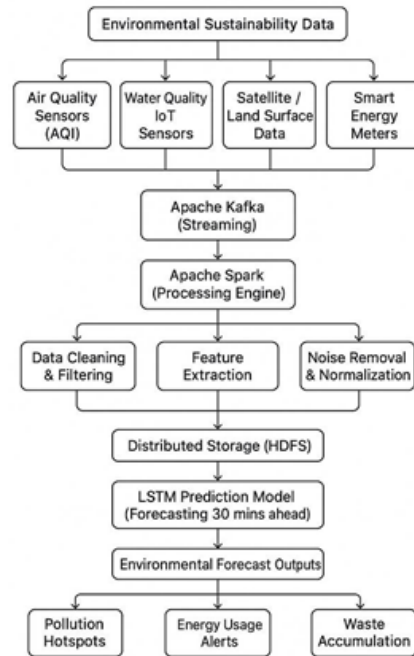 Environmental Sustainability Data
Air Quality
Sensors
(AQI)
Water Quality
IoT
Sensors
Satellite /
Land Surface
Data
Smart
Energy
Meters
Apache Kafka
(Streaming)
Apache Spark
(Processing Engine)
Data Cleaning
& Filtering
Feature
Extraction
Noise Removal
& Normalization
Distributed Storage (HDFS)
LSTM Prediction Model
(Forecasting 30 mins ahead)
Environmental Forecast Outputs
Pollution
Hotspots
Energy Usage
Alerts
Waste
Accumulation